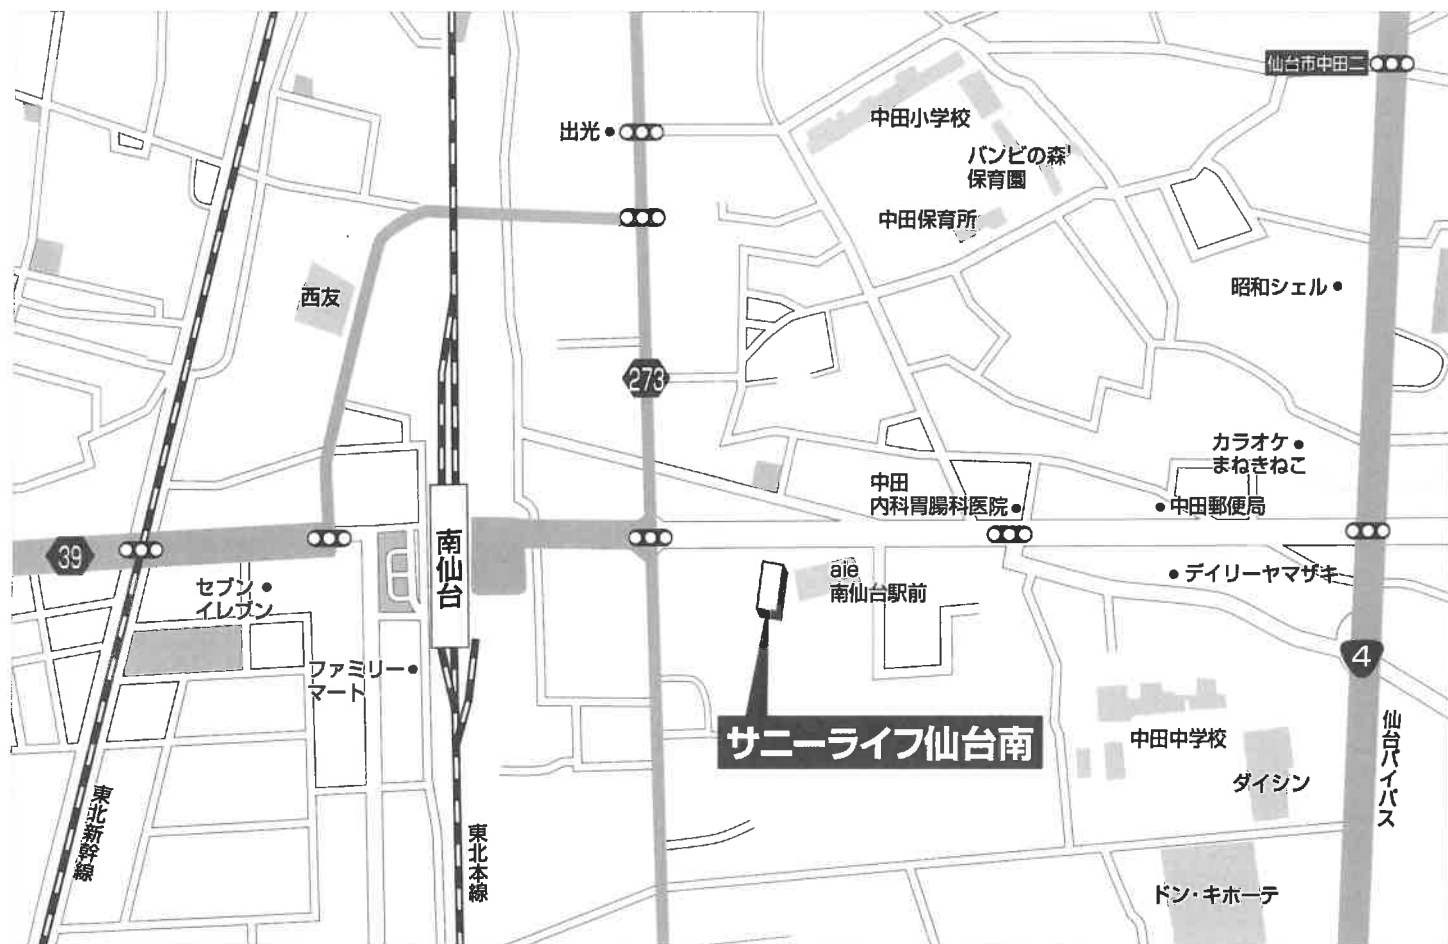 仙台市中田二
出光
中田小学校
バンビの森
保育園
中田保育所
西友
昭和シェル
273
カラオケ
まねきねこ
中田
内科胃腸科医院
中田郵便局
39
南仙台
セブン
イレブン
aie
南仙台駅前
デイリーヤマザキ
ファミリー
マート
4
サニーライフ仙台南
中田中学校
仙台バイパス
ダイシン
東北新幹線
東北本線
ドン・キホーテ